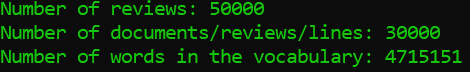 Number of reviews: 50000
Number of documents/reviews/lines: 30000
Number of words in the vocabulary: 4715151